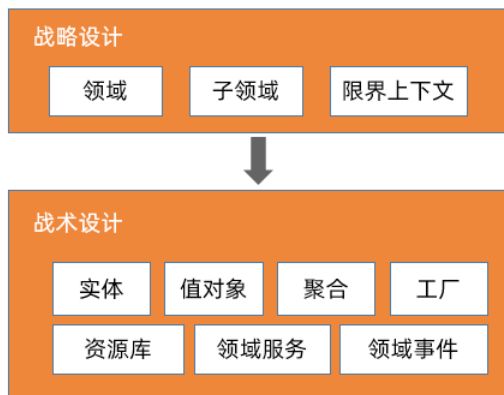 战略设计
领域 子领域 限界上下文
战术设计
实体 值对象 聚合 工厂
资源库 领域服务 领域事件